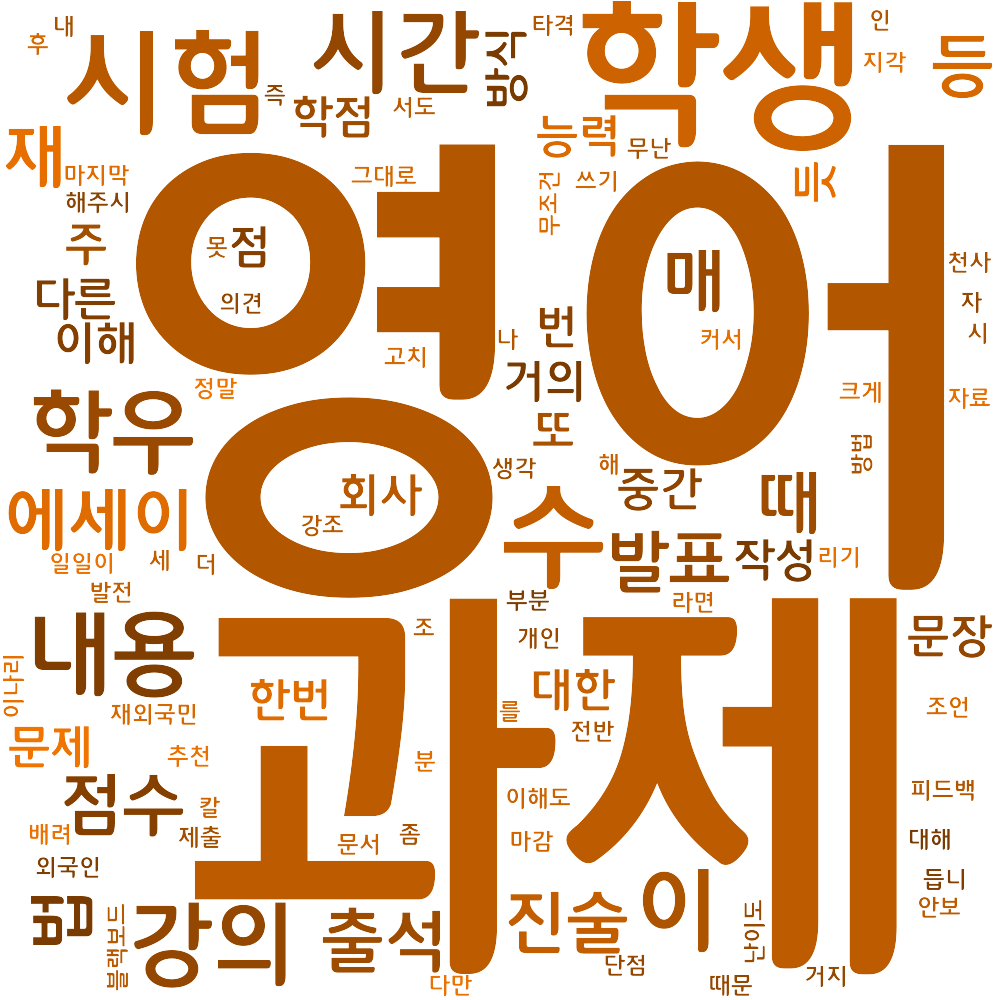 내
후
시험
즉
시간
방식
학점
서도
타격
학생
인
지각
등
재
마지막
해주시
그대로
능력
무난
무조건
쓰기
듯
주
못
점
의견
매
천사
다른
이해
영어
번
나
커서
자
시
고치
거의
정말
크게
자료
학우
또
방법
생각
해
중간
때
회사
강조
에세이
수
일일이
세
더
발표
작성
리기
발전
부분
라면
내용
조
개인
문장
이나리
한번
대한
재외국민
를
전반
조언
문제
추천
분
과제
점수
칼
이해도
피드백
배려
제출
문서
좀
마감
대해
외국인
듭니
법
블랙보드
강의
출석
진술
이
난이도
안보
단점
다만
때문
거지